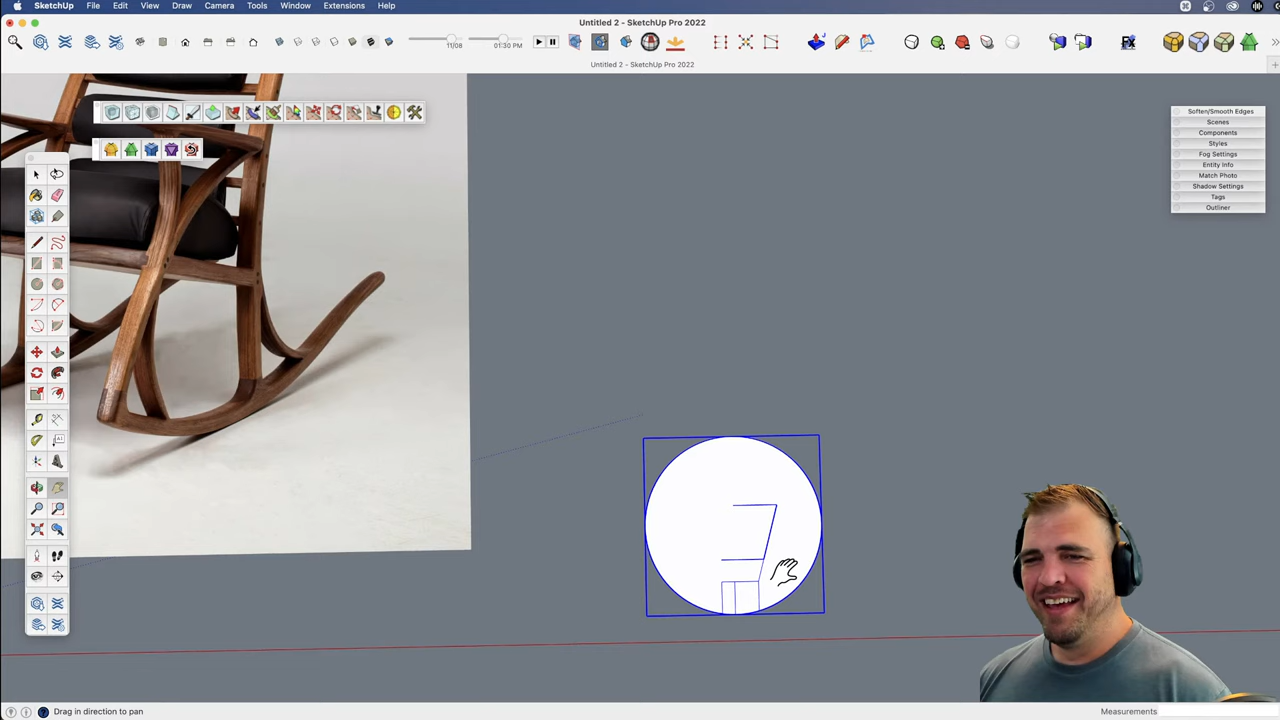 SketchUp File Edit View Draw Camera Tools Window Extensions Help
Untitled 2 - SketchUp Pro 2022
11/08 01:30 PM
Untitled 2 - SketchUp Pro 2022
Soften/Smooth Edges
Scenes
Components
Styles
Fog Settings
Entity Info
Match Photo
Shadow Settings
Tags
Outliner
Drag in direction to pan
Measurements